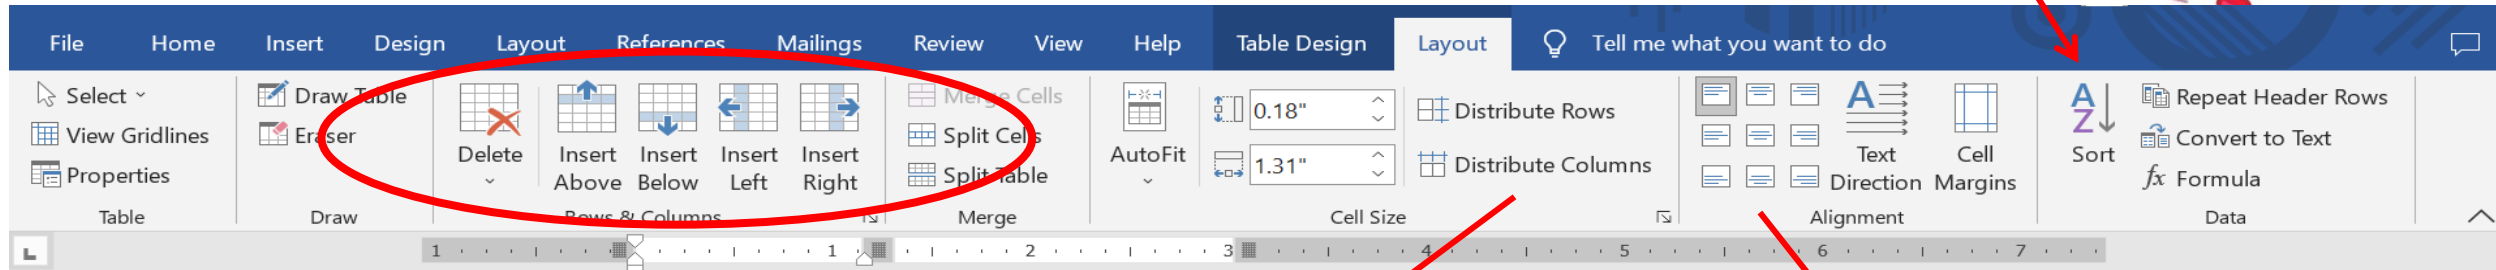 File Home Insert Design Layout References Mailings Review View Help Table Design Layout Tell me what you want to do
Select
View Gridlines
Properties
Table
Draw Table
Eraser
Draw
Delete
Insert Above
Insert Below
Insert Left
Insert Right
Rows & Columns
Merge Cells
Split Cells
Split Table
Merge
AutoFit
0.18"
1.31"
Distribute Rows
Distribute Columns
Cell Size
Text Direction
Cell Margins
Alignment
A
Z
Sort
Repeat Header Rows
Convert to Text
fx Formula
Data
L
1 1 2 3 4 5 6 7